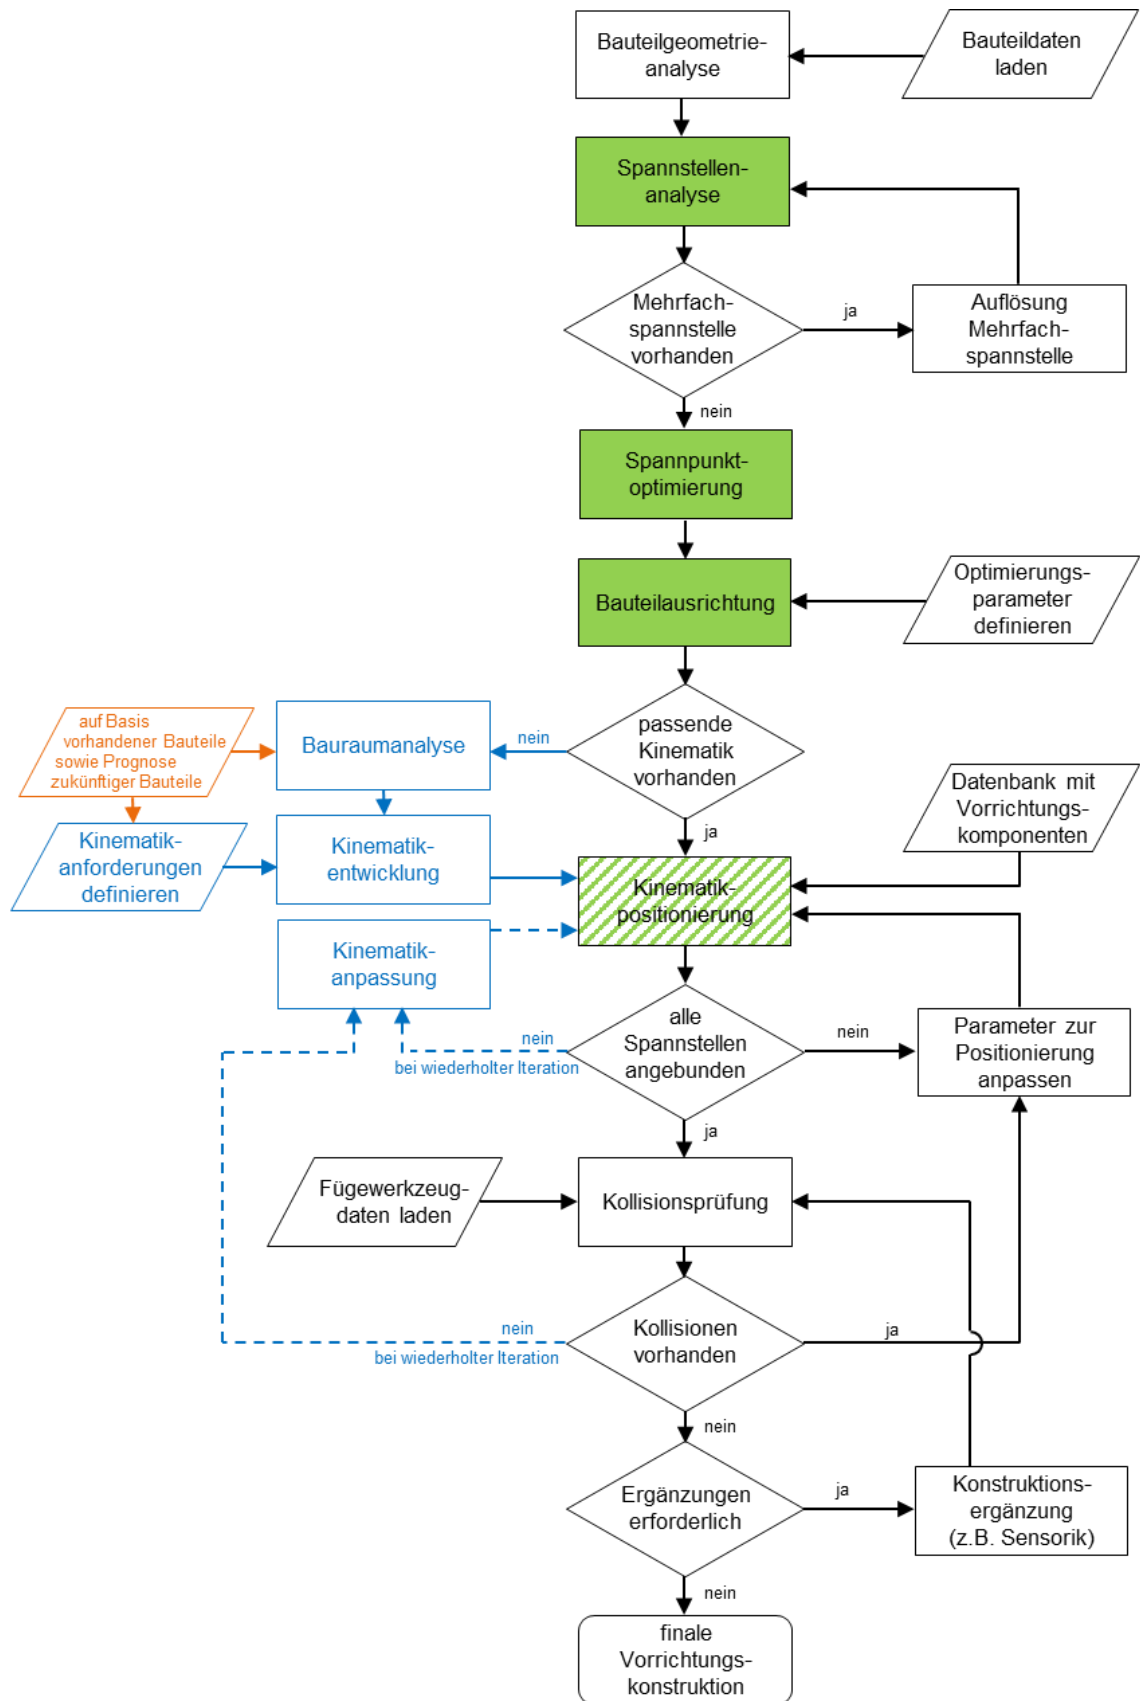 Bauteilgeometrie-
analyse
Bauteildaten
laden
Spannstellen-
analyse
Mehrfach-
spannstelle
vorhanden
ja
Auflösung
Mehrfach-
spannstelle
nein
Spannpunkt-
optimierung
Bauteilausrichtung
Optimierungs-
parameter
definieren
auf Basis
vorhandener Bauteile
sowie Prognose
zukünftiger Bauteile
Bauraumanalyse
nein
passende
Kinematik
vorhanden
ja
Datenbank mit
Vorrichtungs-
komponenten
Kinematik-
anforderungen
definieren
Kinematik-
entwicklung
Kinematik-
positionierung
Kinematik-
anpassung
nein
bei wiederholter Iteration
alle
Spannstellen
angebunden
nein
Parameter zur
Positionierung
anpassen
ja
Fügewerkzeug-
daten laden
Kollisionsprüfung
nein
bei wiederholter Iteration
Kollisionen
vorhanden
ja
nein
Ergänzungen
erforderlich
ja
Konstruktions-
ergänzung
(z.B. Sensorik)
nein
finale
Vorrichtungs-
konstruktion